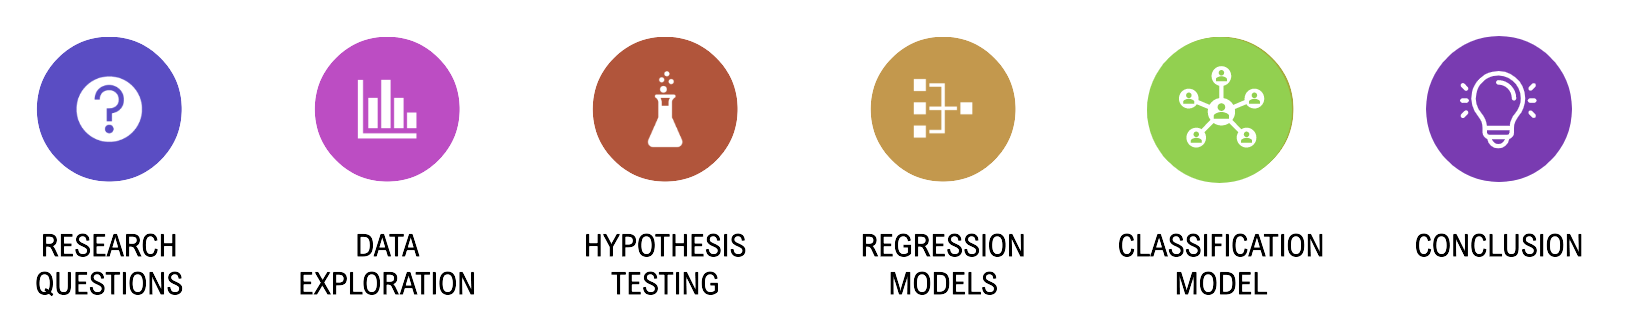 RESEARCH
QUESTIONS
DATA
EXPLORATION
HYPOTHESIS
TESTING
REGRESSION
MODELS
CLASSIFICATION
MODEL
CONCLUSION